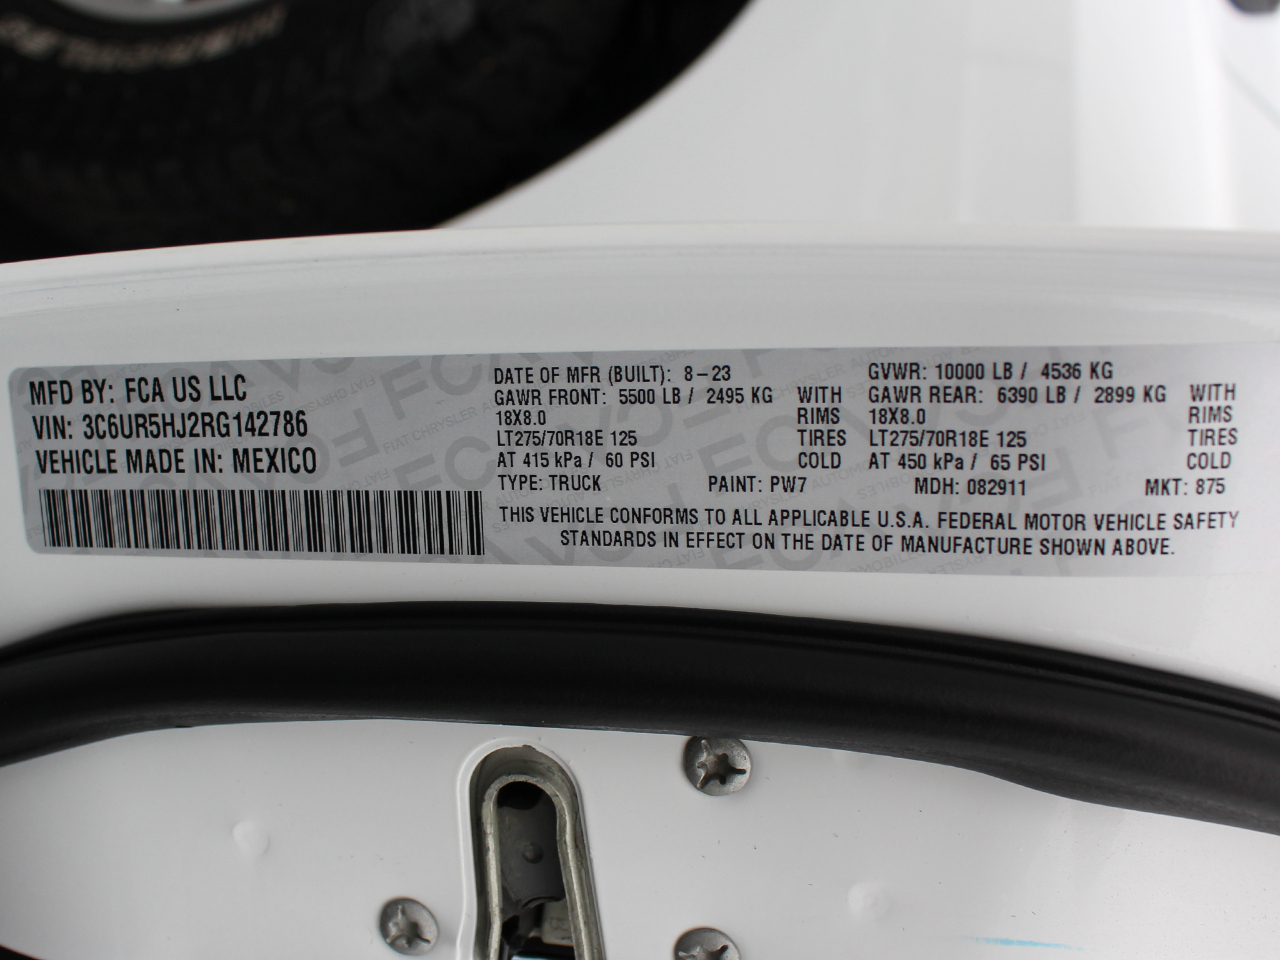 MFD BY: FCA US LLC
VIN: 3C6UR5HJ2RG142786
VEHICLE MADE IN: MEXICO
DATE OF MFR (BUILT): 8-23 GVWR: 10000 LB / 4536 KG
GAWR FRONT: 5500 LB / 2495 KG WITH GAWR REAR: 6390 LB / 2899 KG WITH
18X8.0 RIMS 18X8.0 RIMS
LT275/70R18E 125 TIRES LT275/70R18E 125 TIRES
AT 415 kPa / 60 PSI COLD AT 450 kPa / 65 PSI COLD
TYPE: TRUCK PAINT: PW7 MDH: 082911 MKT: 875
THIS VEHICLE CONFORMS TO ALL APPLICABLE U.S.A. FEDERAL MOTOR VEHICLE SAFETY
STANDARDS IN EFFECT ON THE DATE OF MANUFACTURE SHOWN ABOVE.